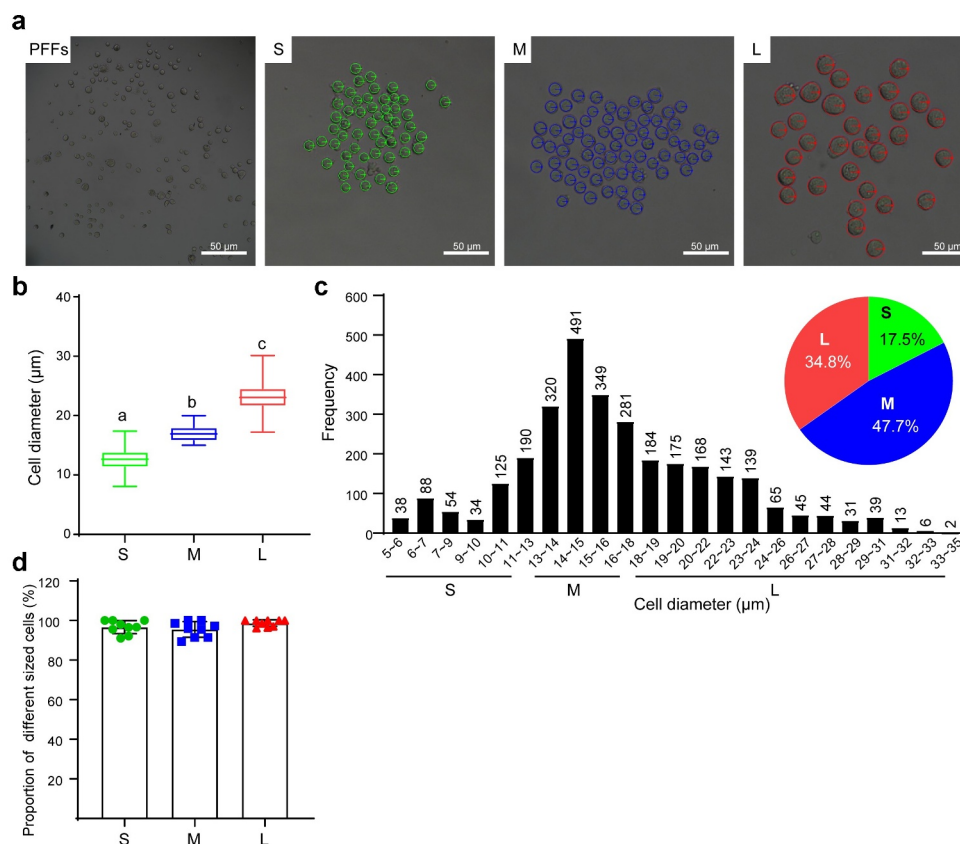 a
PFFs
S
M
L
50 µm
50 µm
50 µm
50 µm
b
Cell diameter (µm)
40
30
20
10
0
a
b
c
S
M
L
c
Frequency
600
500
400
300
200
100
0
38
88
54
34
125
190
320
491
349
281
184
175
168
143
139
65
45
44
31
39
13
6
2
5~6
6~7
7~9
9~10
10~11
11~13
13~14
14~15
15~16
16~18
18~19
19~20
20~22
22~23
23~24
24~26
26~27
27~28
28~29
29~31
31~32
32~33
33~35
S
M
L
Cell diameter (µm)
S
17.5%
L
34.8%
M
47.7%
d
Proportion of different sized cells (%)
120
100
80
60
40
20
S
M
L